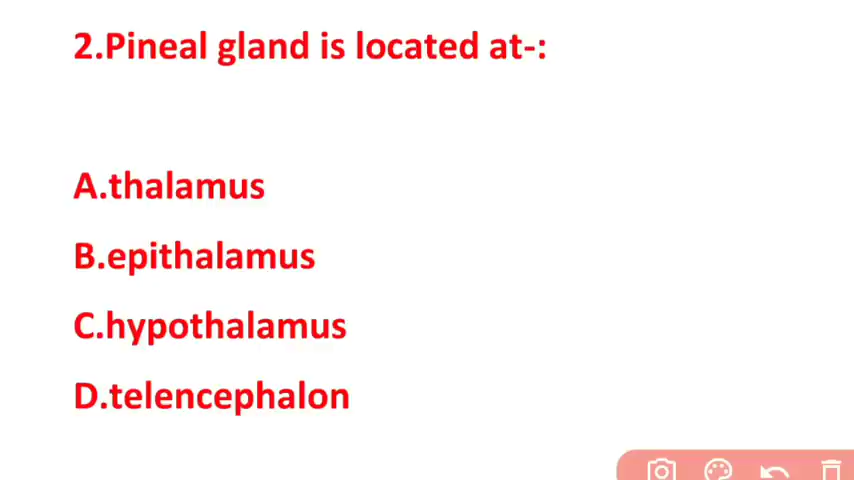 2.Pineal gland is located at-:
A.thalamus
B.epithalamus
C.hypothalamus
D.telencephalon